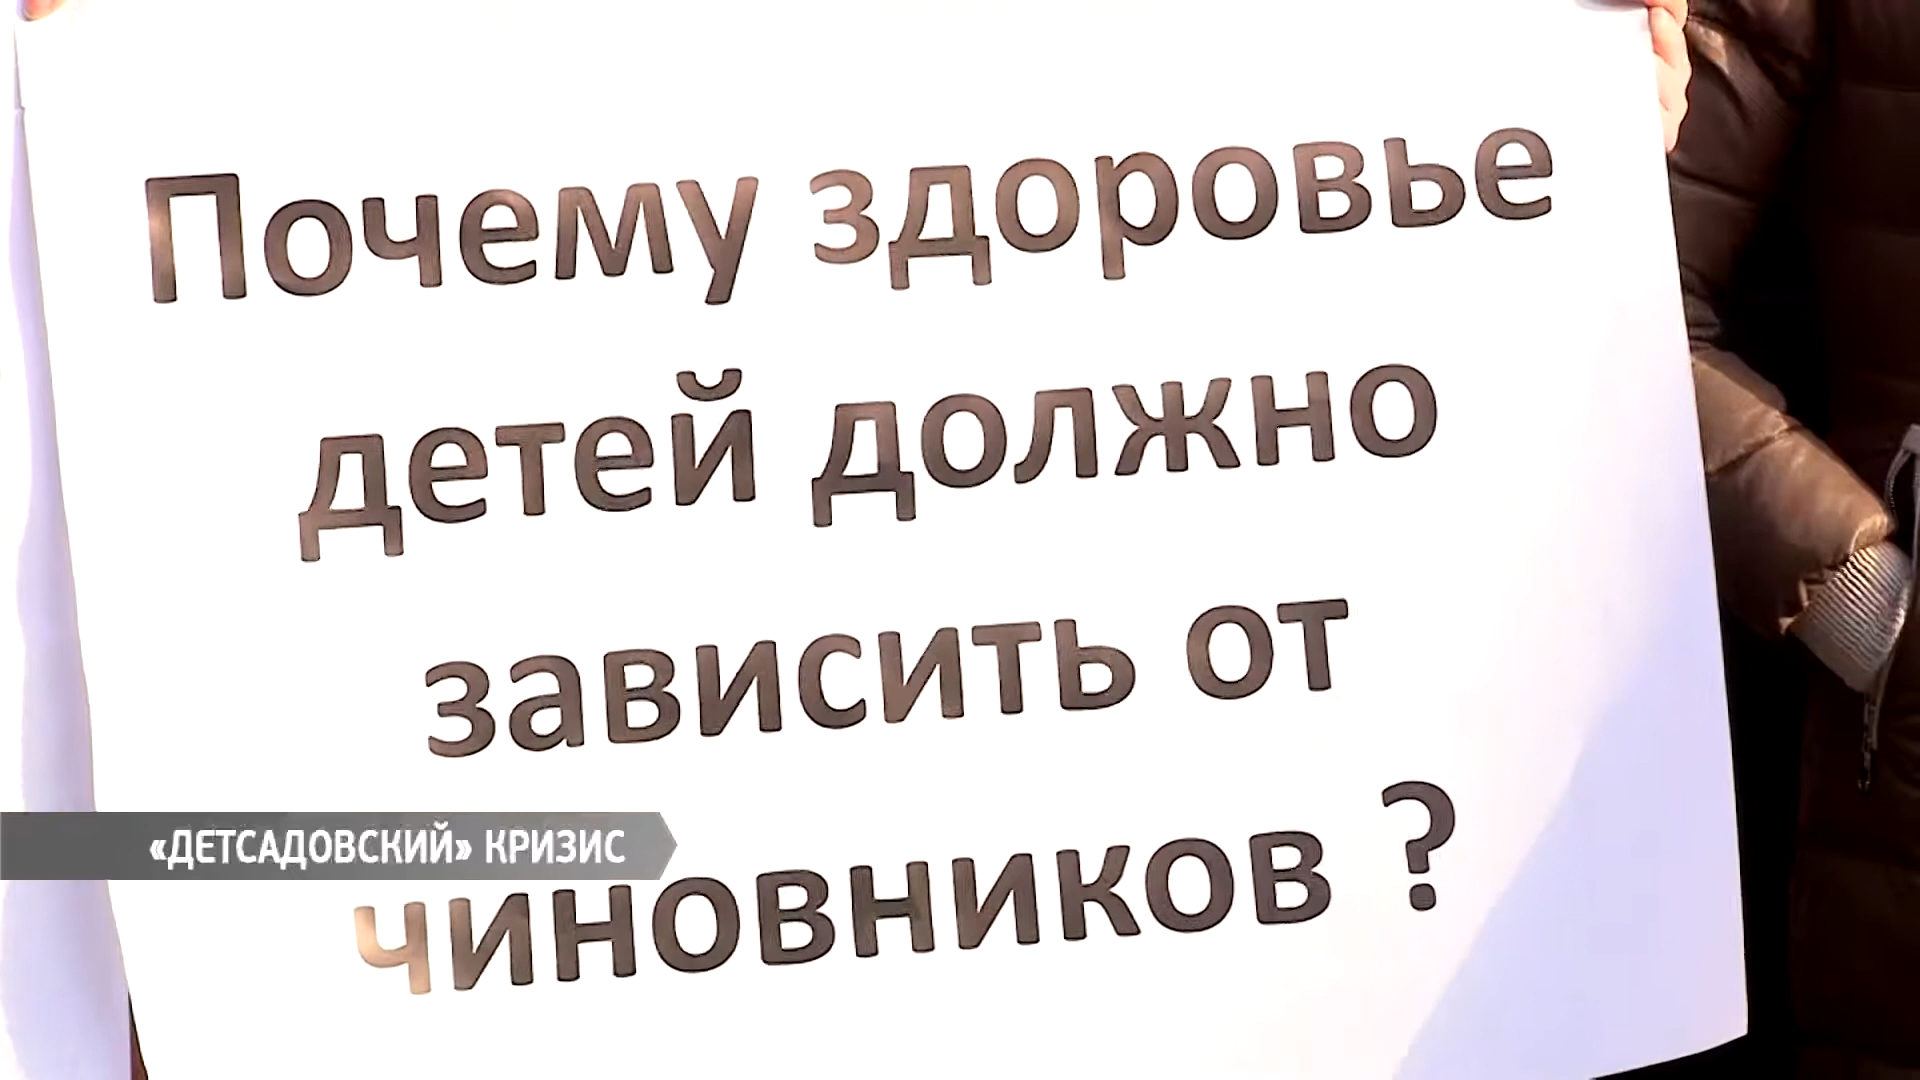 Почему здоровье
детей должно
зависить от
чиновников ?
«ДЕТСАДОВСКИЙ» КРИЗИС